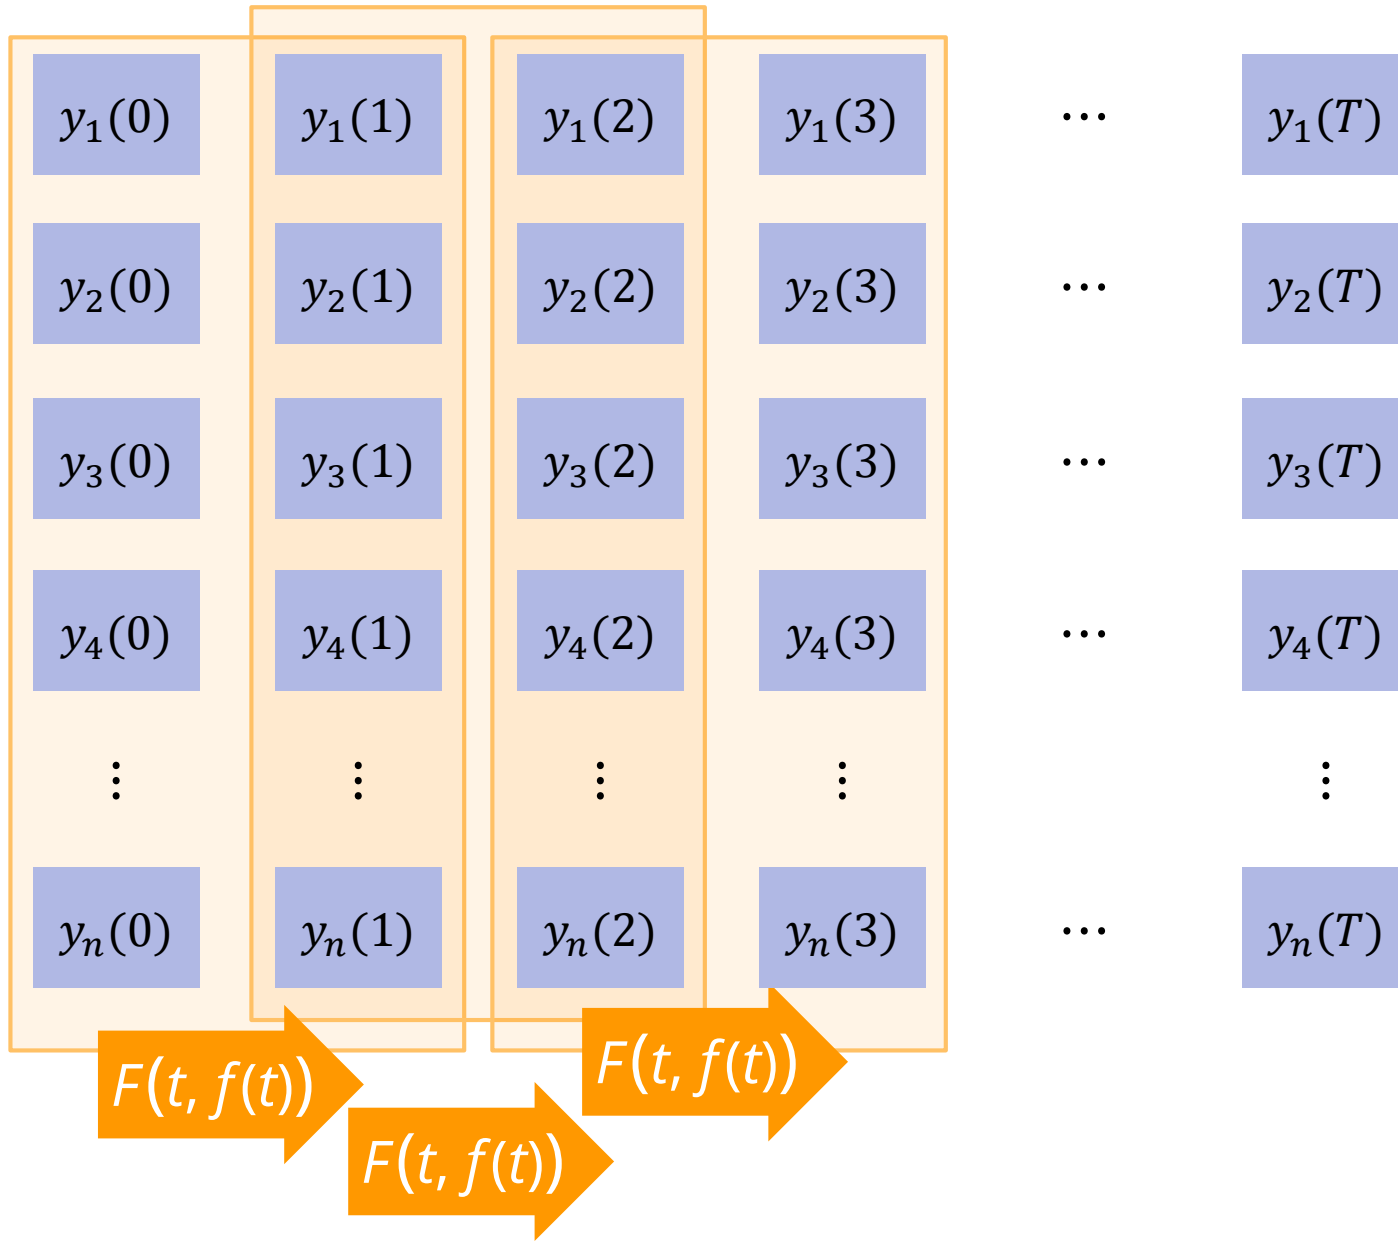 y₁(0) y₁(1) y₁(2) y₁(3) ⋯ y₁(T)
y₂(0) y₂(1) y₂(2) y₂(3) ⋯ y₂(T)
y₃(0) y₃(1) y₃(2) y₃(3) ⋯ y₃(T)
y₄(0) y₄(1) y₄(2) y₄(3) ⋯ y₄(T)
⋮ ⋮ ⋮ ⋮ ⋮
yₙ(0) yₙ(1) yₙ(2) yₙ(3) ⋯ yₙ(T)
F(t, f(t))
F(t, f(t))
F(t, f(t))